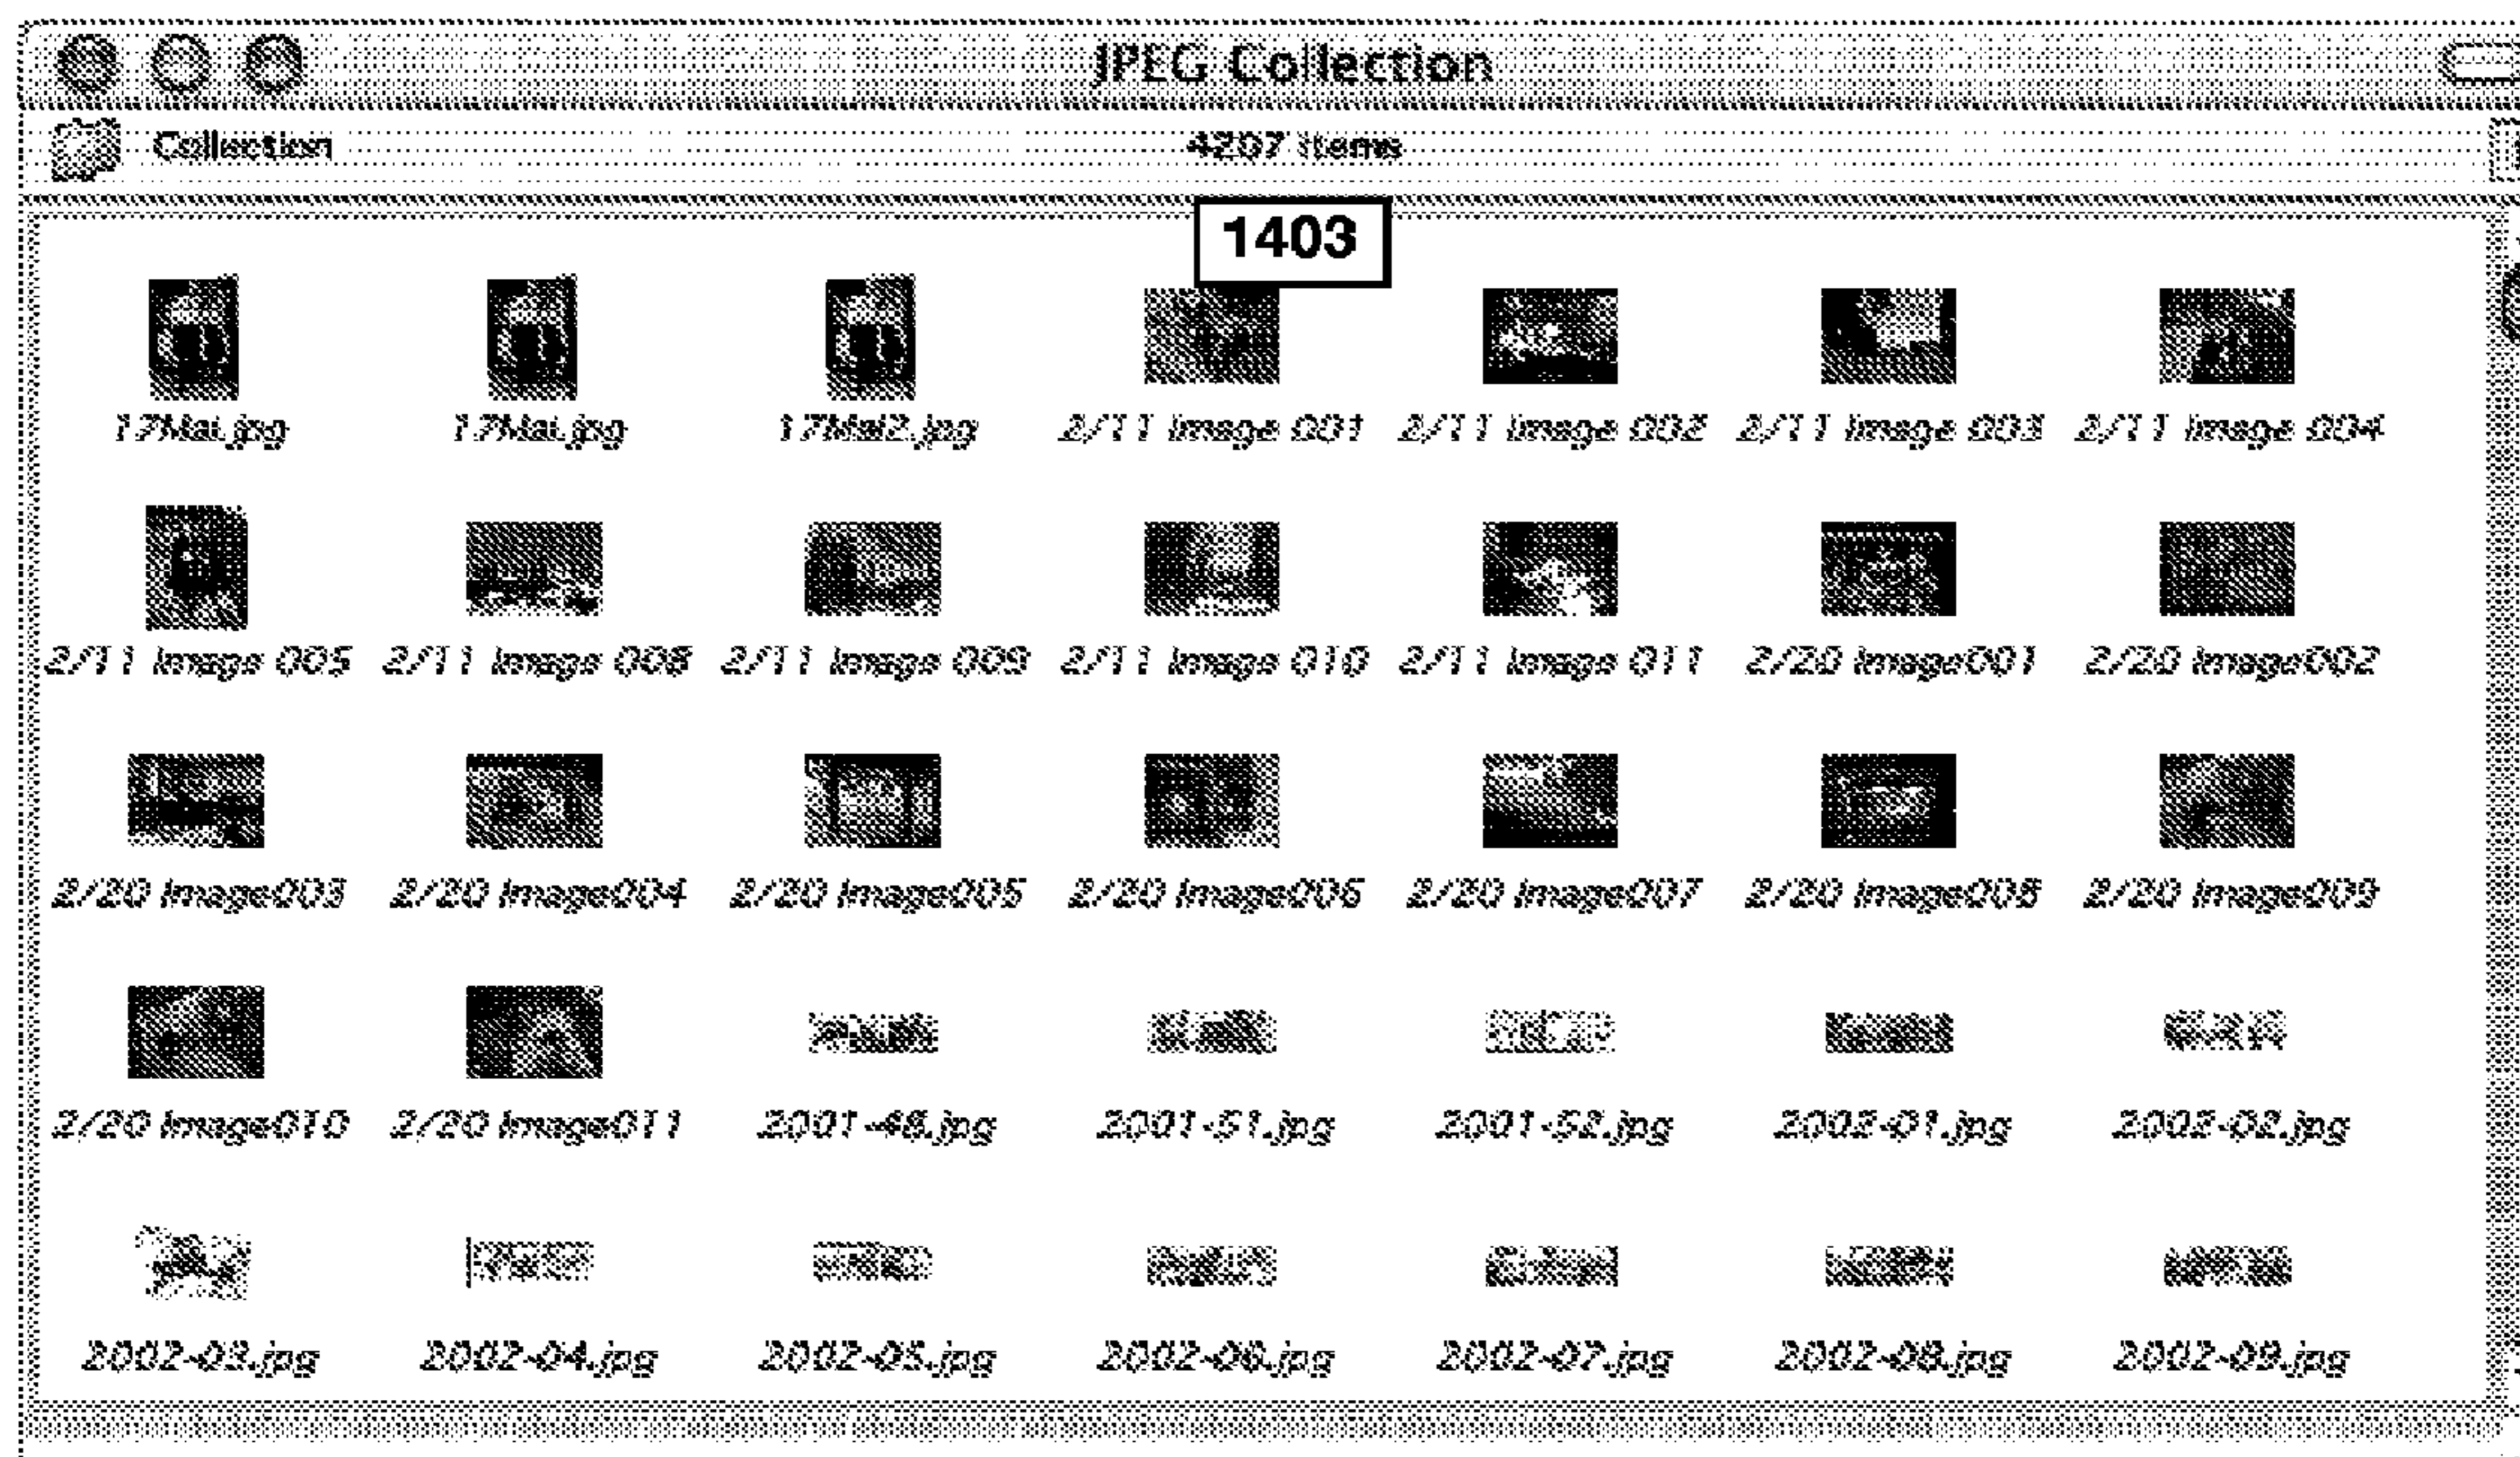 JPEG Collection
Collection 4207 items
1403
17Mai.jpg 17Mai.jpg 17Mai2.jpg 2/11 Image 001 2/11 Image 002 2/11 Image 003 2/11 Image 004
2/11 Image 005 2/11 Image 008 2/11 Image 009 2/11 Image 010 2/11 Image 011 2/20 Image001 2/20 Image002
2/20 Image003 2/20 Image004 2/20 Image005 2/20 Image006 2/20 Image007 2/20 Image008 2/20 Image009
2/20 Image010 2/20 Image011 2001-48.jpg 2001-51.jpg 2001-52.jpg 2002-01.jpg 2002-02.jpg
2002-03.jpg 2002-04.jpg 2002-05.jpg 2002-06.jpg 2002-07.jpg 2002-08.jpg 2002-09.jpg